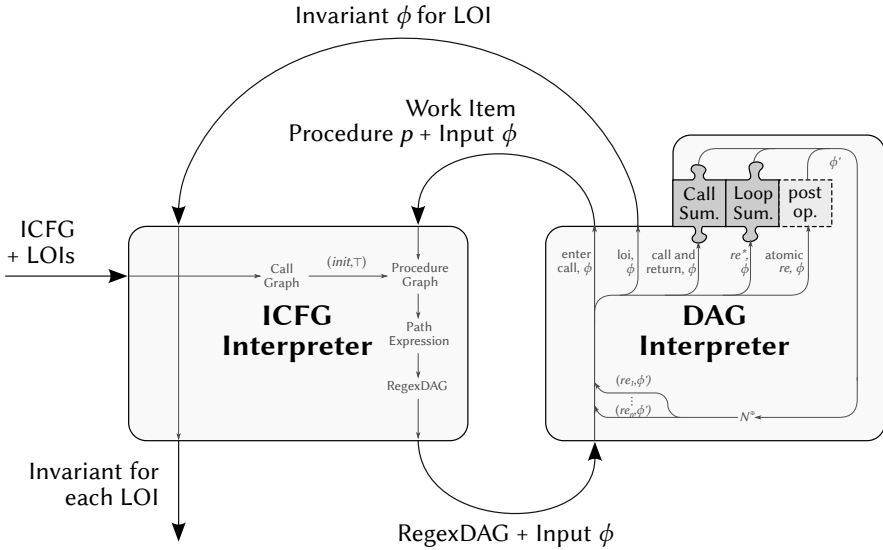 Invariant ϕ for LOI
Work Item
Procedure p + Input ϕ
ICFG
+ LOIs
Call
Graph
(init,⊤)
Procedure
Graph
ICFG
Interpreter
Path
Expression
RegexDAG
Invariant for
each LOI
RegexDAG + Input ϕ
Call
Sum.
Loop
Sum.
post
op.
ϕ'
enter
call, ϕ
loi,
ϕ
call and
return, ϕ
re*,
ϕ
atomic
re, ϕ
DAG
Interpreter
(re₁,ϕ')
⋮
(reₙ,ϕ')
N⊛